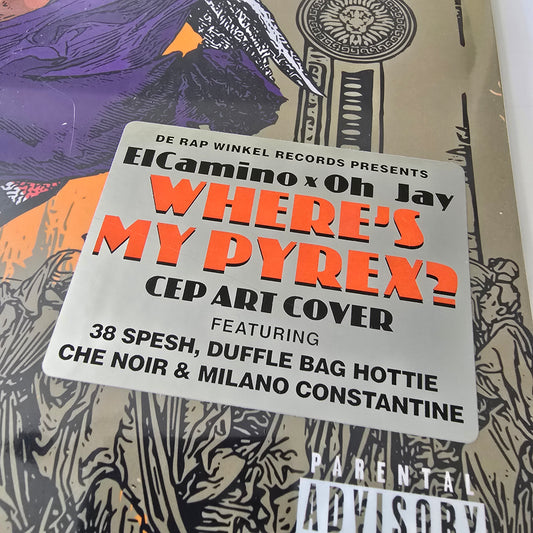 DE RAP WINKEL RECORDS PRESENTS
ElCamino x Oh Jay
WHERE'S
MY PYREX?
CEP ART COVER
FEATURING
38 SPESH, DUFFLE BAG HOTTIE
CHE NOIR & MILANO CONSTANTINE
PARENTAL
ADVISORY